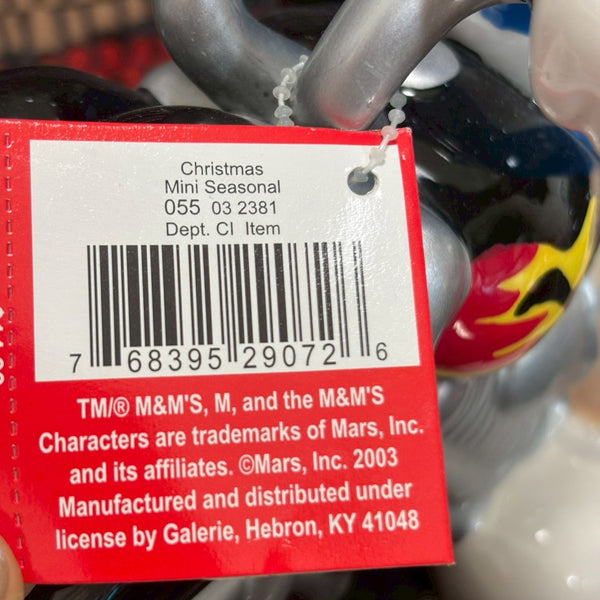 Christmas
Mini Seasonal
055 03 2381
Dept. Cl Item
7 68395 29072 6
TM/® M&M'S, M, and the M&M'S
Characters are trademarks of Mars, Inc.
and its affiliates. ©Mars, Inc. 2003
Manufactured and distributed under
license by Galerie, Hebron, KY 41048